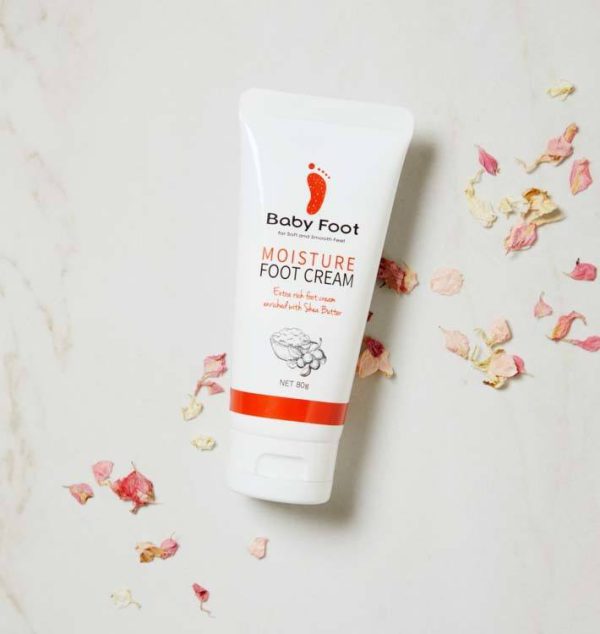 Baby Foot
for Soft and Smooth Feet
MOISTURE
FOOT CREAM
Extra rich foot cream
enriched with Shea Butter
NET 80g